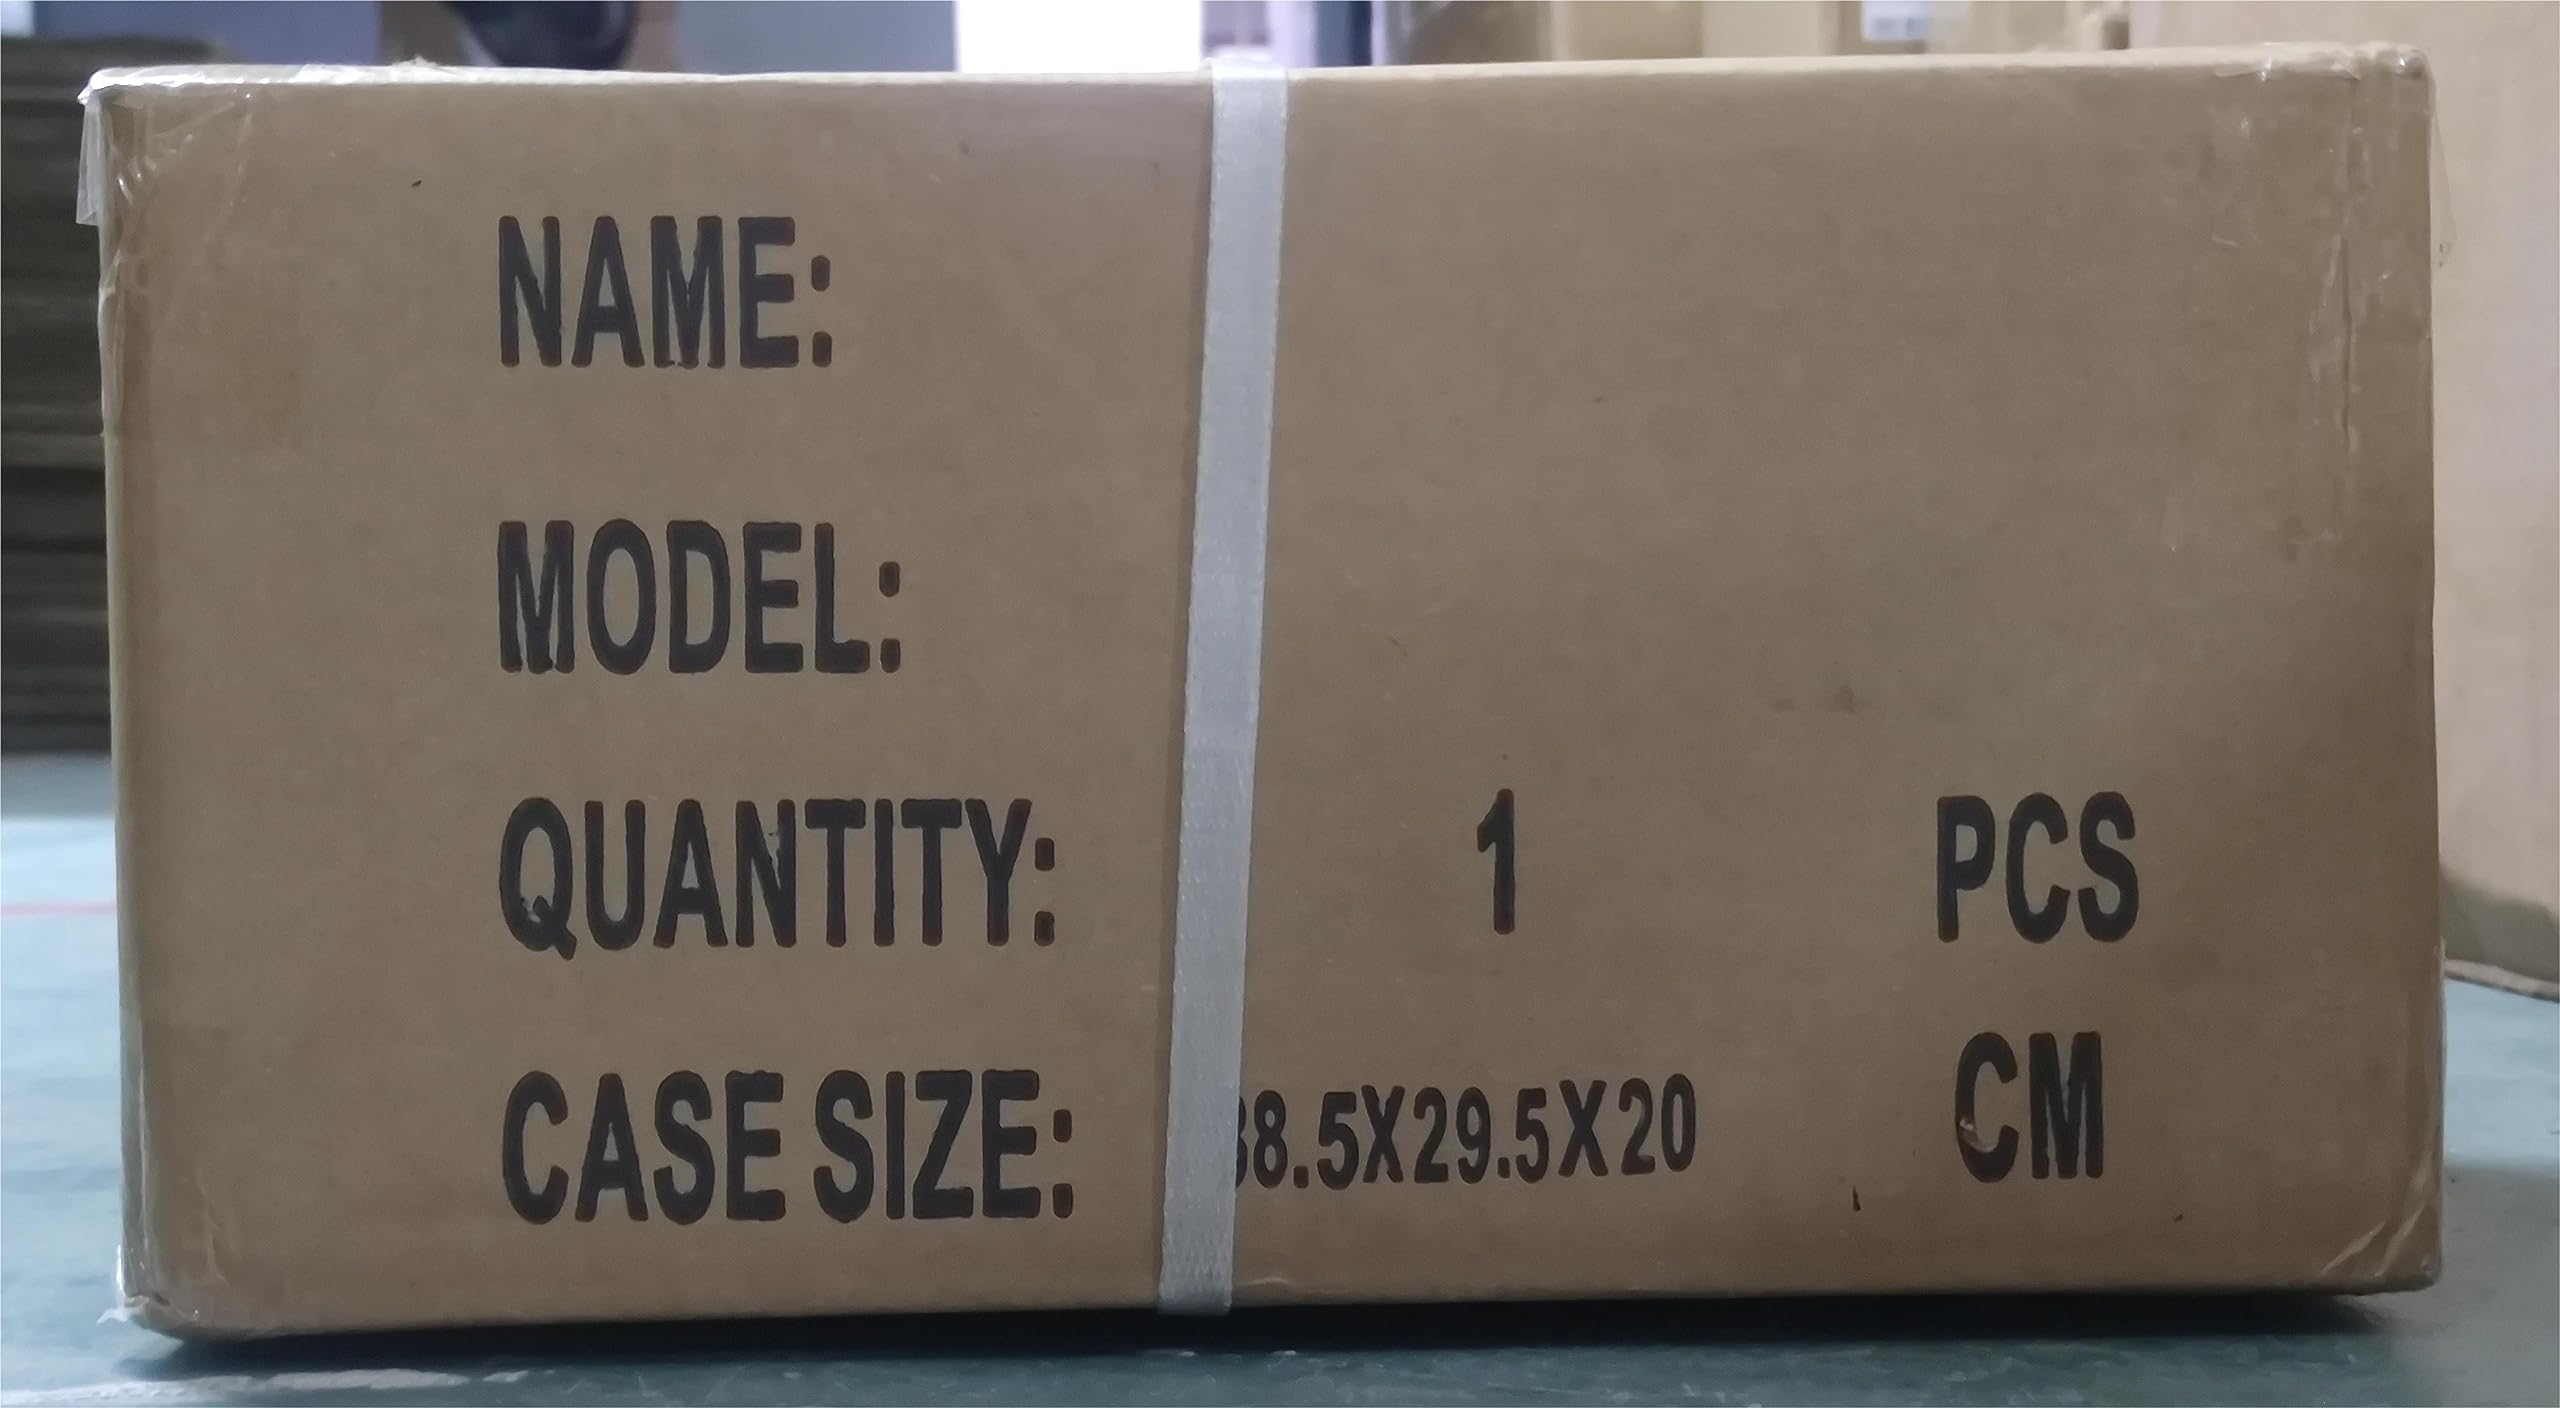 NAME:
MODEL:
QUANTITY: 1 PCS
CASE SIZE: 38.5X29.5X20 CM